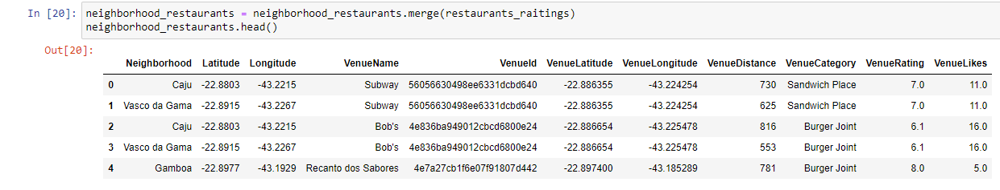 In [20]: neighborhood_restaurants = neighborhood_restaurants.merge(restaurants_raitings)
neighborhood_restaurants.head()
Out[20]:
Neighborhood Latitude Longitude VenueName VenueId VenueLatitude VenueLongitude VenueDistance VenueCategory VenueRating VenueLikes
0 Caju -22.8803 -43.2215 Subway 56056630498ee6331dcbd640 -22.886355 -43.224254 730 Sandwich Place 7.0 11.0
1 Vasco da Gama -22.8915 -43.2267 Subway 56056630498ee6331dcbd640 -22.886355 -43.224254 625 Sandwich Place 7.0 11.0
2 Caju -22.8803 -43.2215 Bob's 4e836ba949012cbcd6800e24 -22.886654 -43.225478 816 Burger Joint 6.1 16.0
3 Vasco da Gama -22.8915 -43.2267 Bob's 4e836ba949012cbcd6800e24 -22.886654 -43.225478 553 Burger Joint 6.1 16.0
4 Gamboa -22.8977 -43.1929 Recanto dos Sabores 4e7a27cb1f6e07f91807d442 -22.897400 -43.185289 781 Burger Joint 8.0 5.0